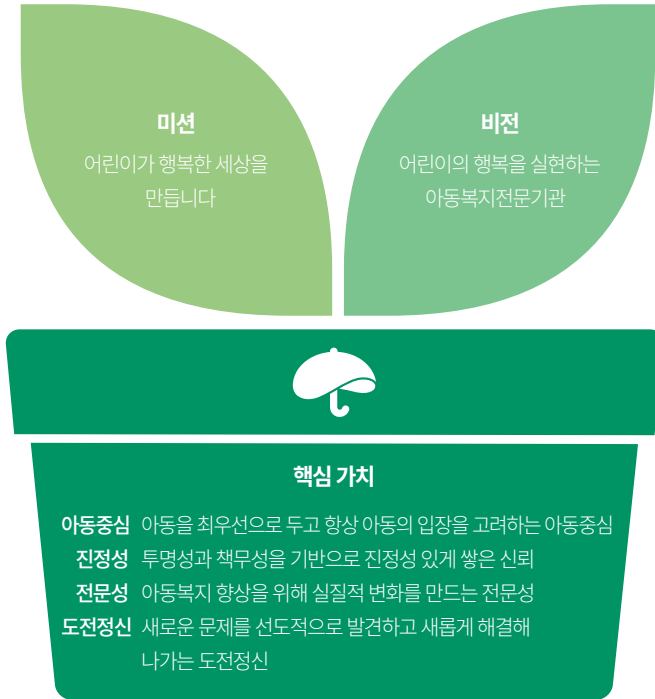 미션
어린이가 행복한 세상을
만듭니다
비전
어린이의 행복을 실현하는
아동복지전문기관
핵심 가치
아동중심 아동을 최우선으로 두고 항상 아동의 입장을 고려하는 아동중심
진정성 투명성과 책무성을 기반으로 진정성 있게 쌓은 신뢰
전문성 아동복지 향상을 위해 실질적 변화를 만드는 전문성
도전정신 새로운 문제를 선도적으로 발견하고 새롭게 해결해
나가는 도전정신